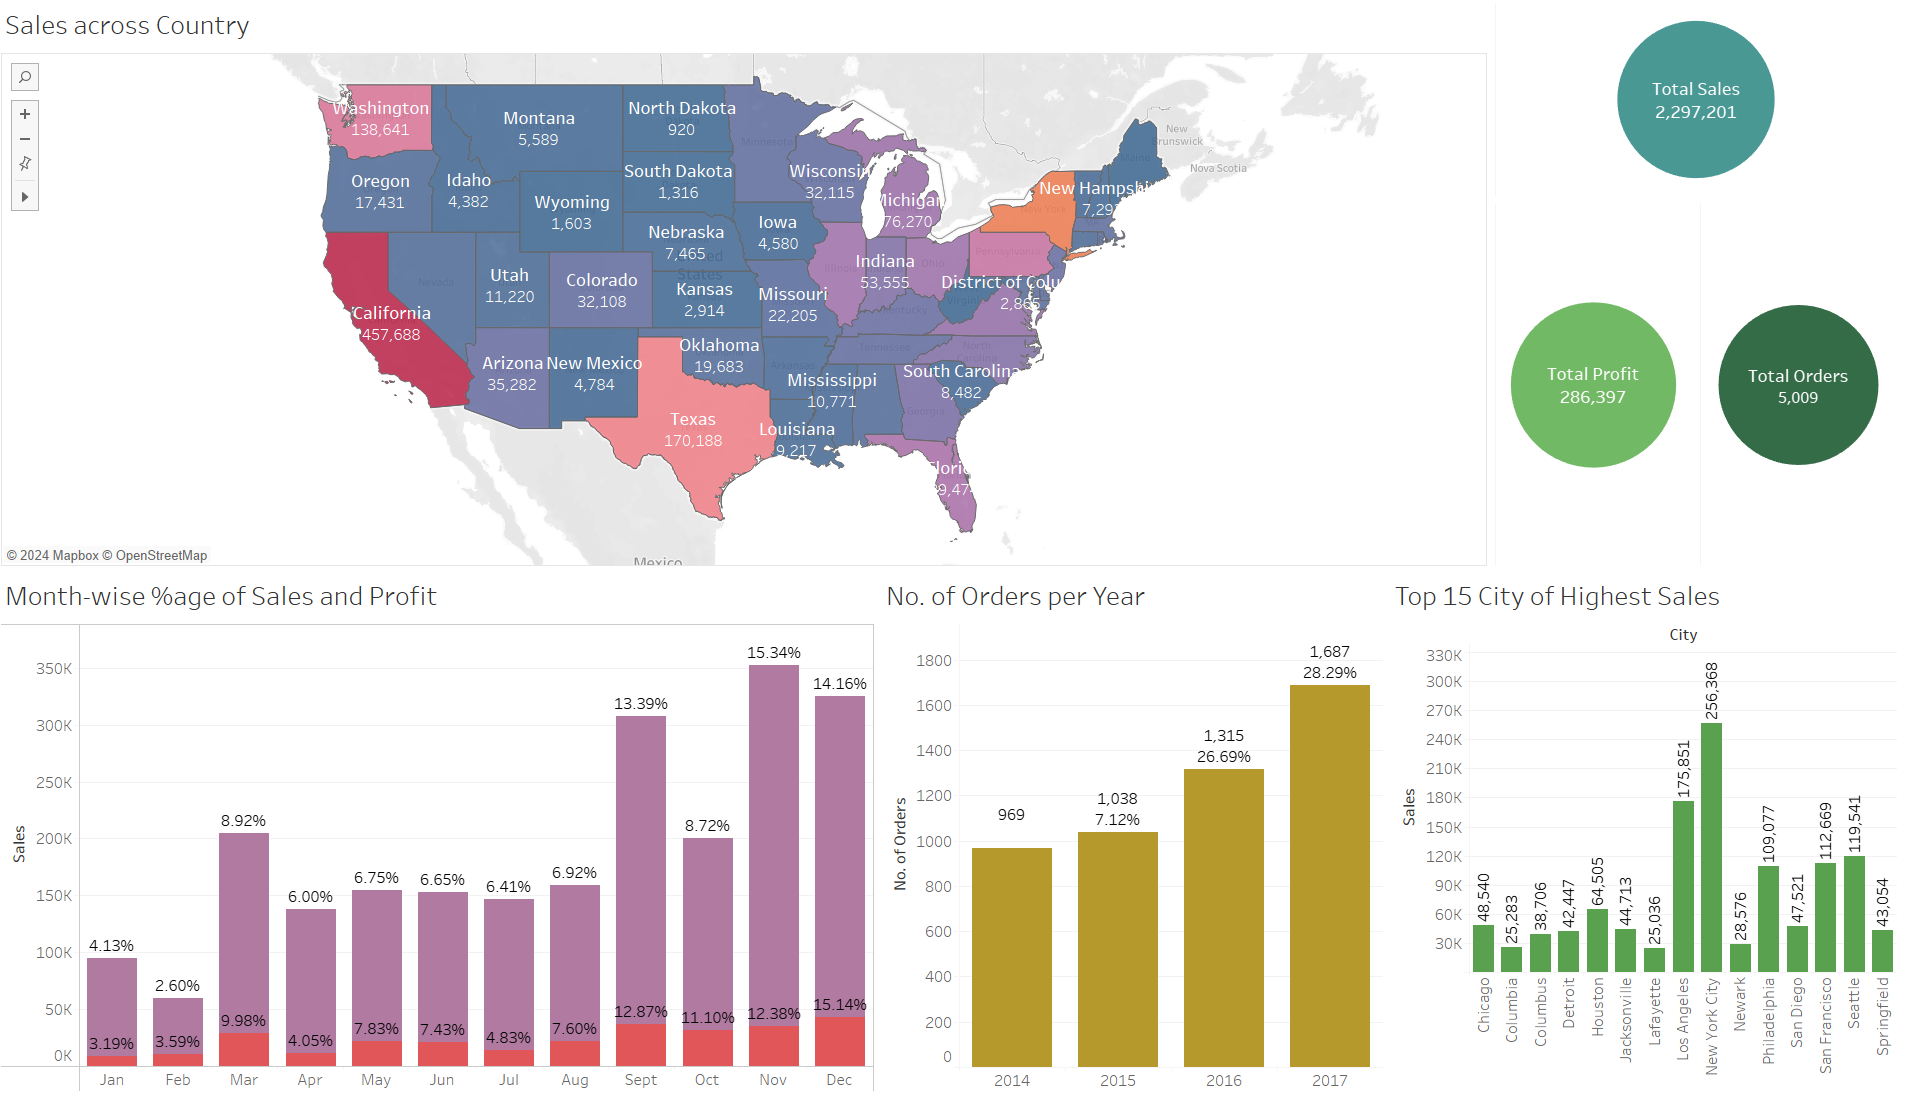 Sales across Country
Total Sales
2,297,201
Total Profit
286,397
Total Orders
5,009
Washington
138,641
Montana
5,589
North Dakota
920
Minnesota
Oregon
17,431
Idaho
4,382
Wyoming
1,603
South Dakota
1,316
Wisconsin
32,115
Michigan
76,270
New Hampshi
7,29
New York
Maine
New
Brunswick
Nova Scotia
Nebraska
7,465
Iowa
4,580
Nevada
Utah
11,220
Colorado
32,108
Kansas
2,914
United
States
Missouri
22,205
Illinois
Indiana
53,555
Ohio
Pennsylvania
District of Colu
2,865
Virginia
Kentucky
California
457,688
Arizona
35,282
New Mexico
4,784
Oklahoma
19,683
Arkansas
Tennessee
North
Carolina
Mississippi
10,771
South Carolina
8,482
Georgia
Texas
170,188
Louisiana
9,217
Florid
9,47
Mexico
© 2024 Mapbox © OpenStreetMap
Month-wise %age of Sales and Profit
Sales
350K
300K
250K
200K
150K
100K
50K
0K
4.13%
2.60%
8.92%
6.00%
6.75%
6.65%
6.41%
6.92%
13.39%
8.72%
15.34%
14.16%
3.19%
3.59%
9.98%
4.05%
7.83%
7.43%
4.83%
7.60%
12.87%
11.10%
12.38%
15.14%
Jan
Feb
Mar
Apr
May
Jun
Jul
Aug
Sept
Oct
Nov
Dec
No. of Orders per Year
No. of Orders
1800
1600
1400
1200
1000
800
600
400
200
0
969
1,038
7.12%
1,315
26.69%
1,687
28.29%
2014
2015
2016
2017
Top 15 City of Highest Sales
City
Sales
330K
300K
270K
240K
210K
180K
150K
120K
90K
60K
30K
48,540
25,283
38,706
42,447
64,505
44,713
25,036
175,851
256,368
28,576
109,077
47,521
112,669
119,541
43,054
Chicago
Columbia
Columbus
Detroit
Houston
Jacksonville
Lafayette
Los Angeles
New York City
Newark
Philadelphia
San Diego
San Francisco
Seattle
Springfield